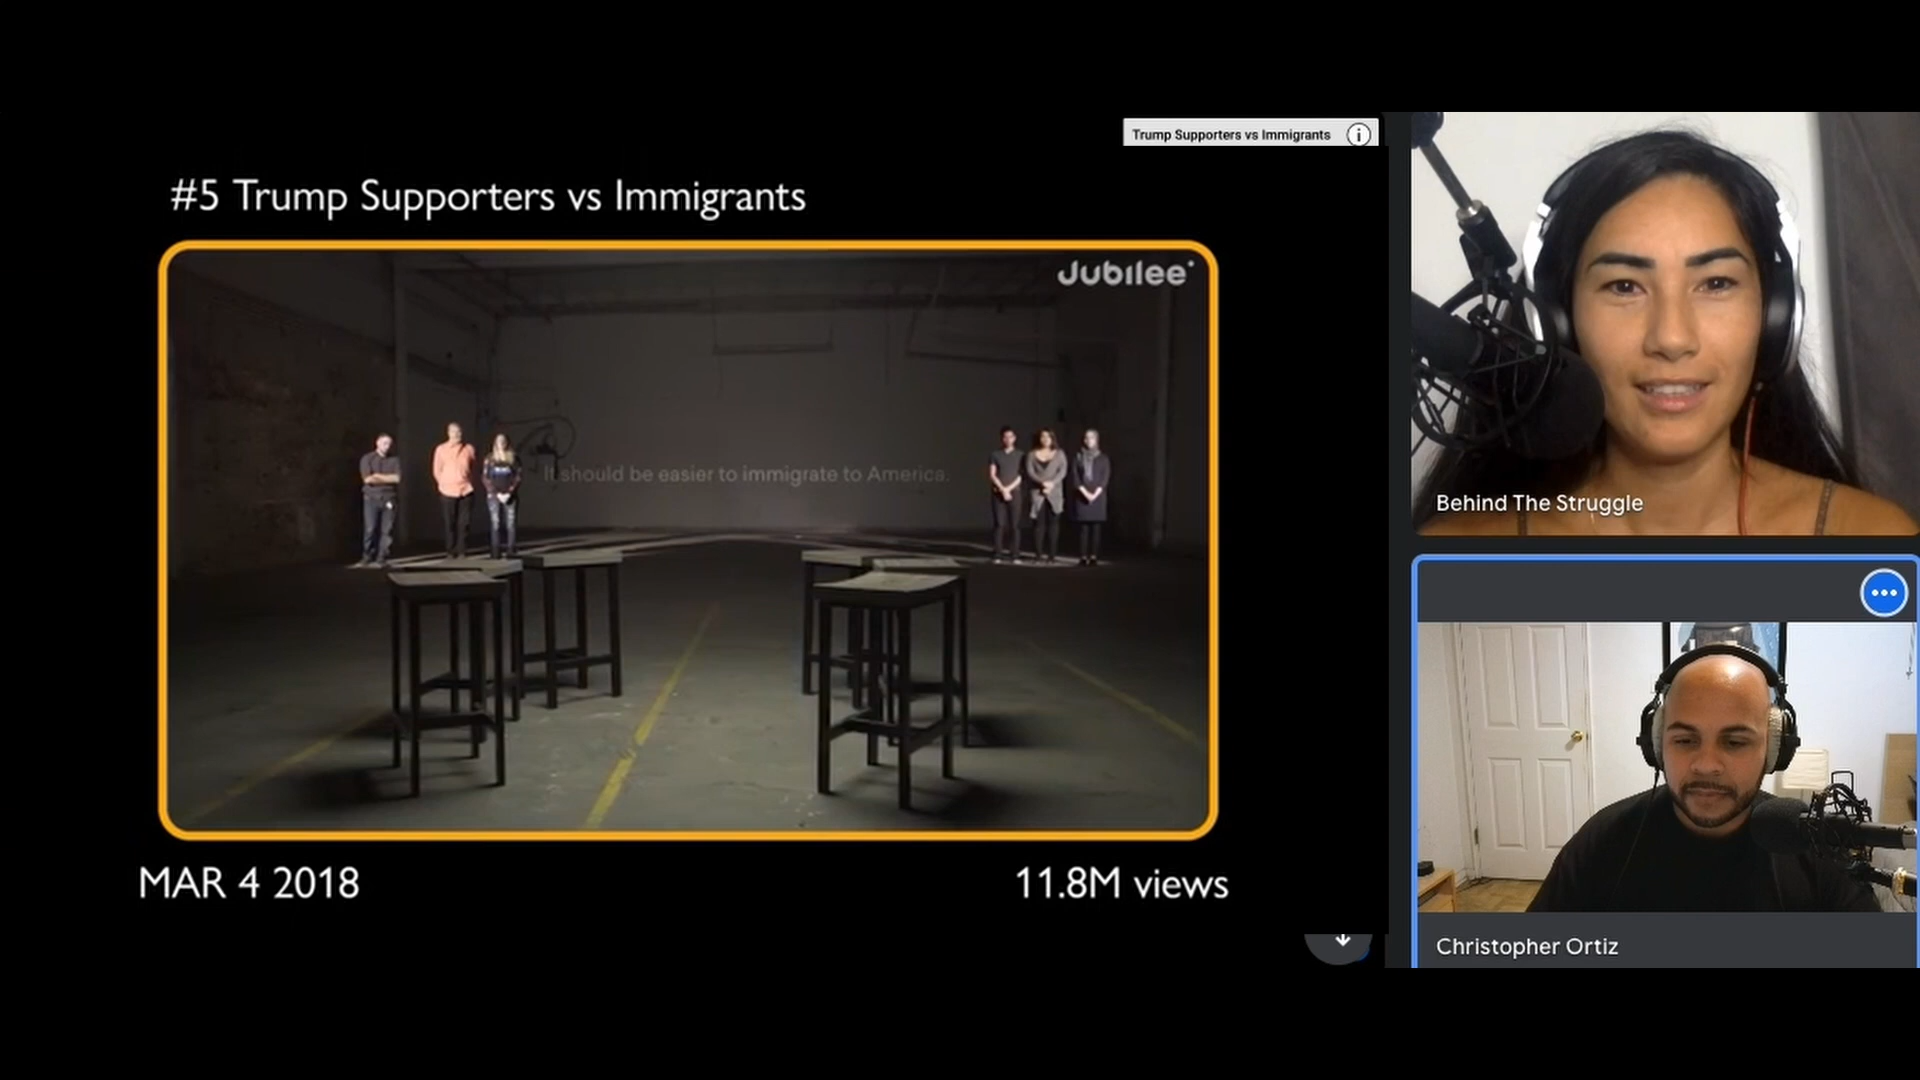 Trump Supporters vs Immigrants
#5 Trump Supporters vs Immigrants
Jubilee
It should be easier to immigrate to America.
MAR 4 2018
11.8M views
Behind The Struggle
Christopher Ortiz